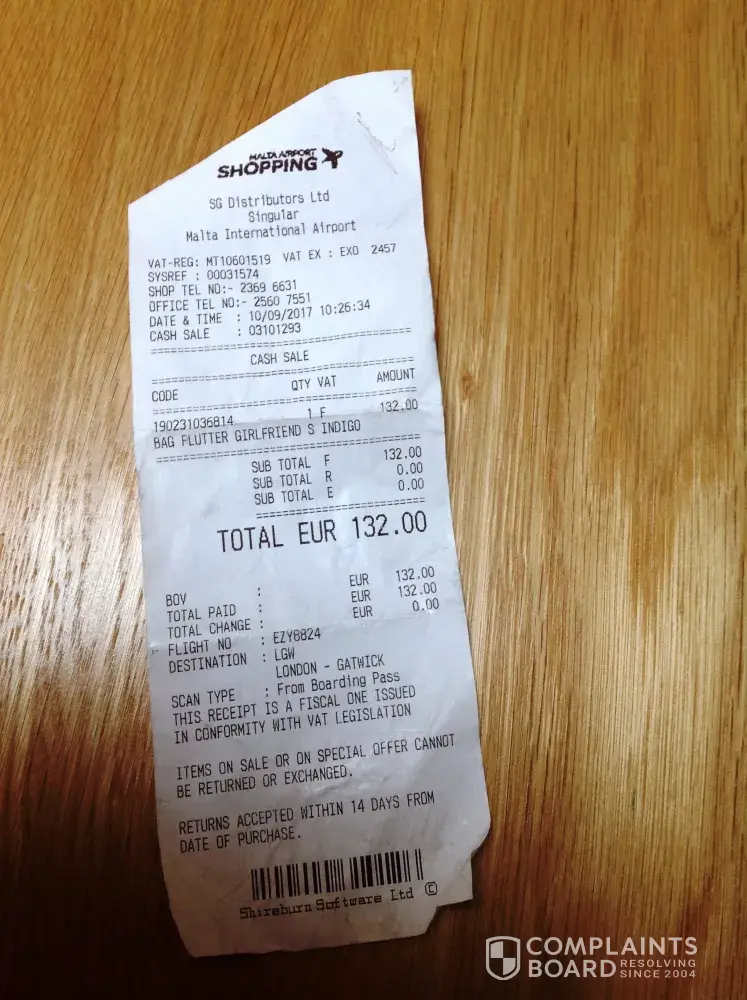 MALTA AIRPORT
SHOPPING
SG Distributors Ltd
Singular
Malta International Airport
VAT-REG: MT10601519 VAT EX : EXO 2457
SYSREF : 00031574
SHOP TEL NO:- 2369 6631
OFFICE TEL NO:- 2560 7551
DATE & TIME : 10/09/2017 10:26:34
CASH SALE : 03101293
CASH SALE
CODE QTY VAT AMOUNT
190231036814 1 F 132.00
BAG FLUTTER GIRLFRIEND S INDIGO
SUB TOTAL F 132.00
SUB TOTAL R 0.00
SUB TOTAL E 0.00
TOTAL EUR 132.00
BOV : EUR 132.00
TOTAL PAID : EUR 132.00
TOTAL CHANGE : EUR 0.00
FLIGHT NO : EZY8824
DESTINATION : LGW
LONDON - GATWICK
SCAN TYPE : From Boarding Pass
THIS RECEIPT IS A FISCAL ONE ISSUED
IN CONFORMITY WITH VAT LEGISLATION
ITEMS ON SALE OR ON SPECIAL OFFER CANNOT
BE RETURNED OR EXCHANGED.
RETURNS ACCEPTED WITHIN 14 DAYS FROM
DATE OF PURCHASE.
Shireburn Software Ltd ©
COMPLAINTS
BOARD RESOLVING
SINCE 2004